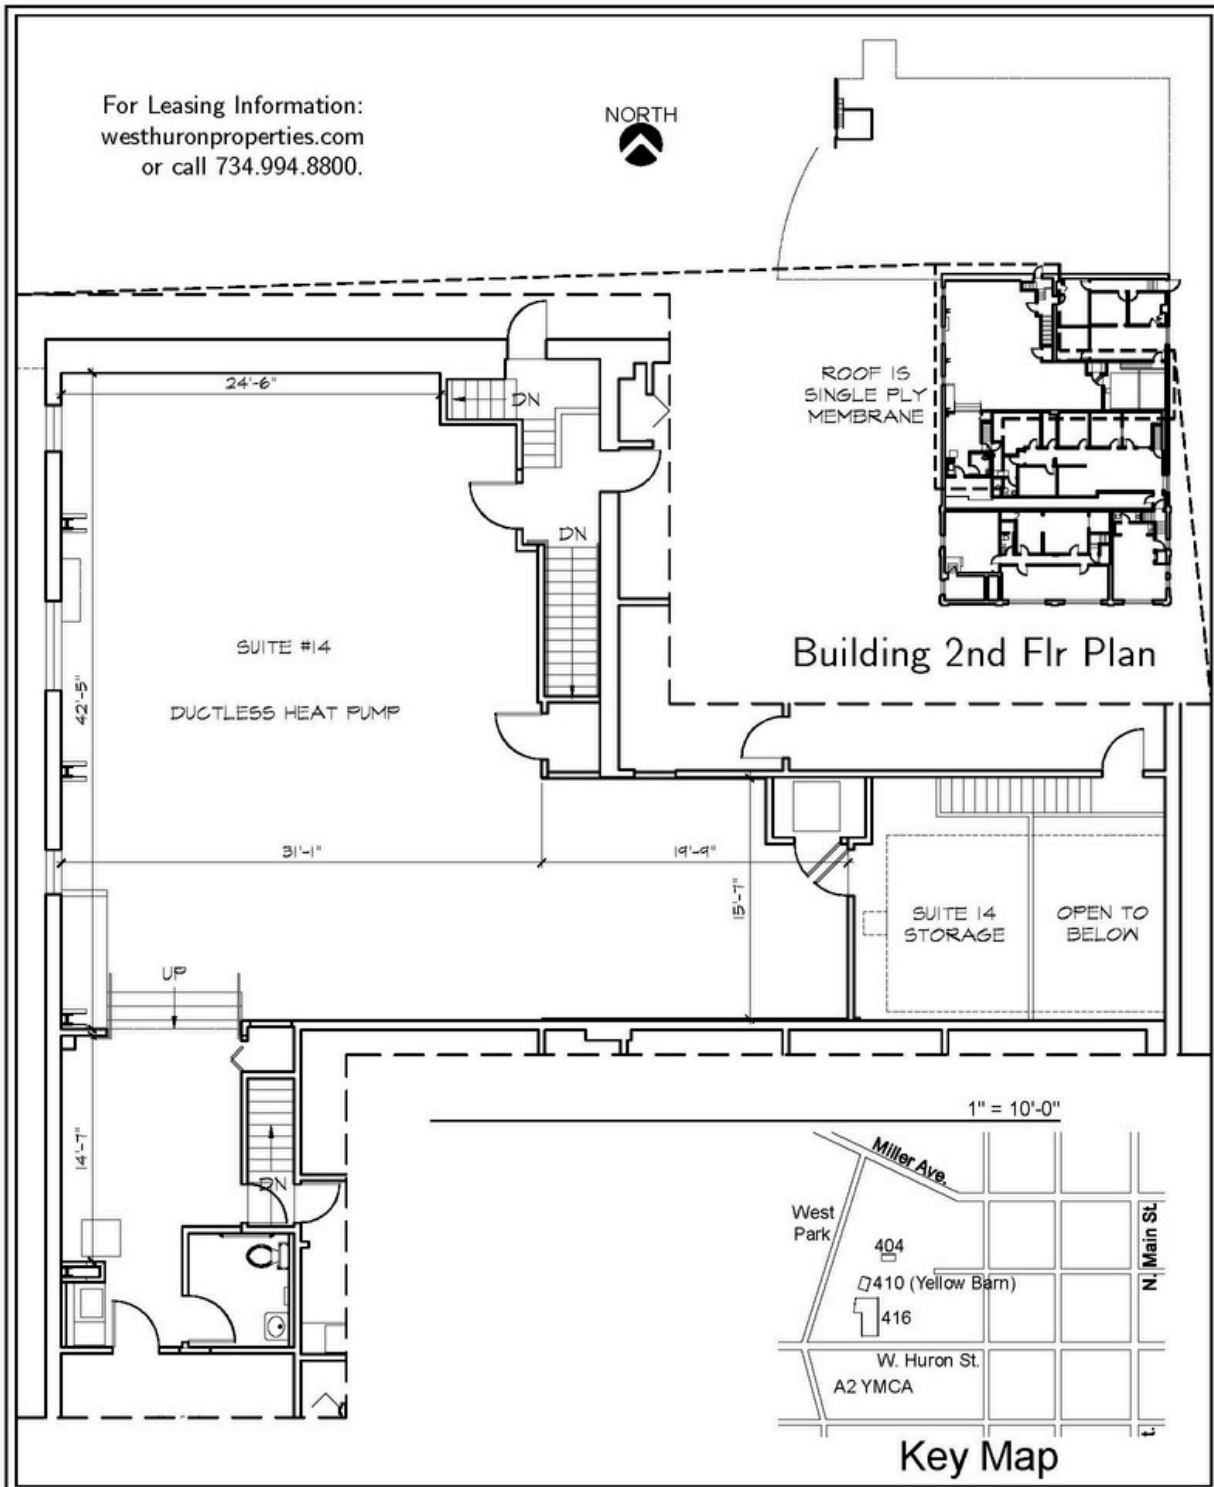 For Leasing Information:
westhuronproperties.com
or call 734.994.8800.
NORTH
ROOF IS
SINGLE PLY
MEMBRANE
Building 2nd Flr Plan
24'-6"
DN
DN
SUITE #14
DUCTLESS HEAT PUMP
42'-5"
31'-1"
19'-9"
15'-7"
SUITE 14
STORAGE
OPEN TO
BELOW
UP
14'-7"
DN
1" = 10'-0"
Miller Ave.
West
Park
404
410 (Yellow Barn)
416
N. Main St.
W. Huron St.
A2 YMCA
t.
Key Map